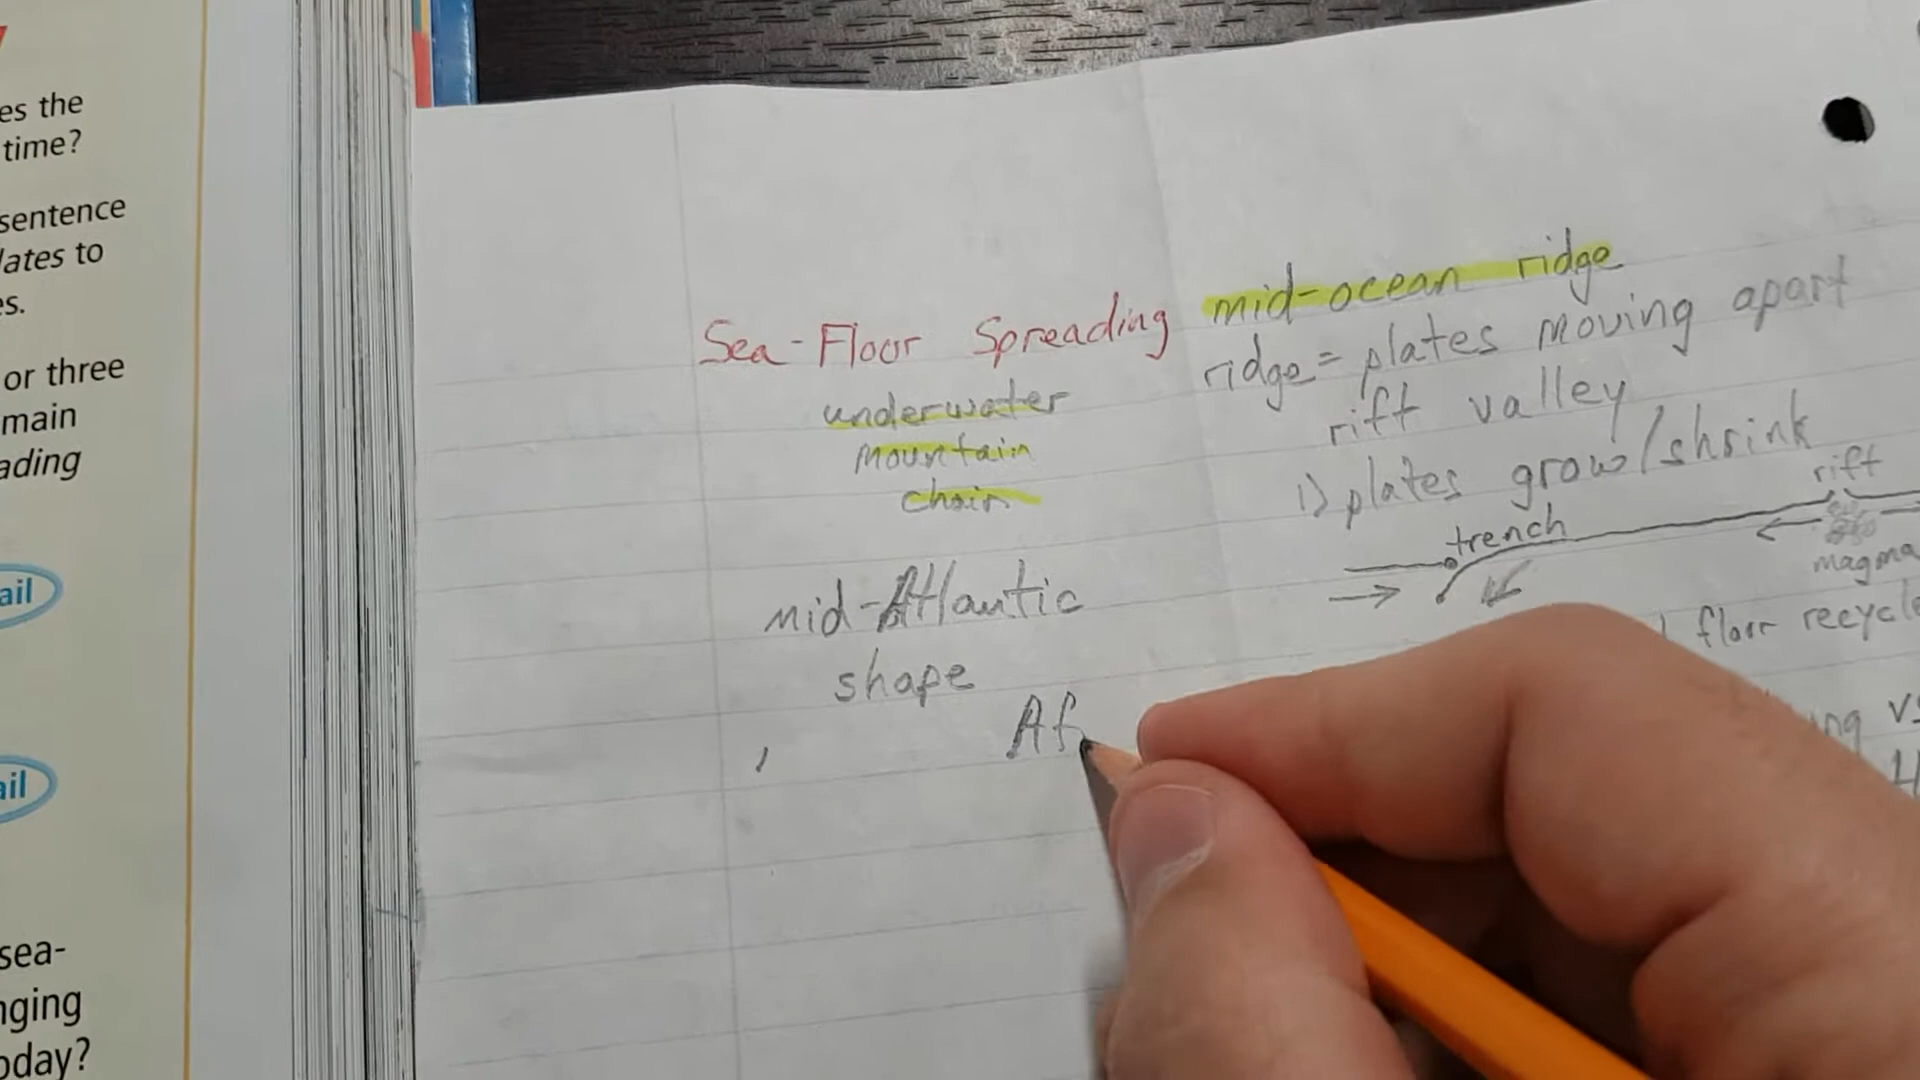 es the
time?
sentence
lates to
es.
or three
main
ading
ail
ail
sea-
nging
oday?
Sea-Floor Spreading
underwater
mountain
chain
mid-Atlantic
shape
Af
mid-ocean ridge
ridge = plates moving apart
rift valley
1) plates grow/shrink
rift
trench
magma
floor recycle
ng vs